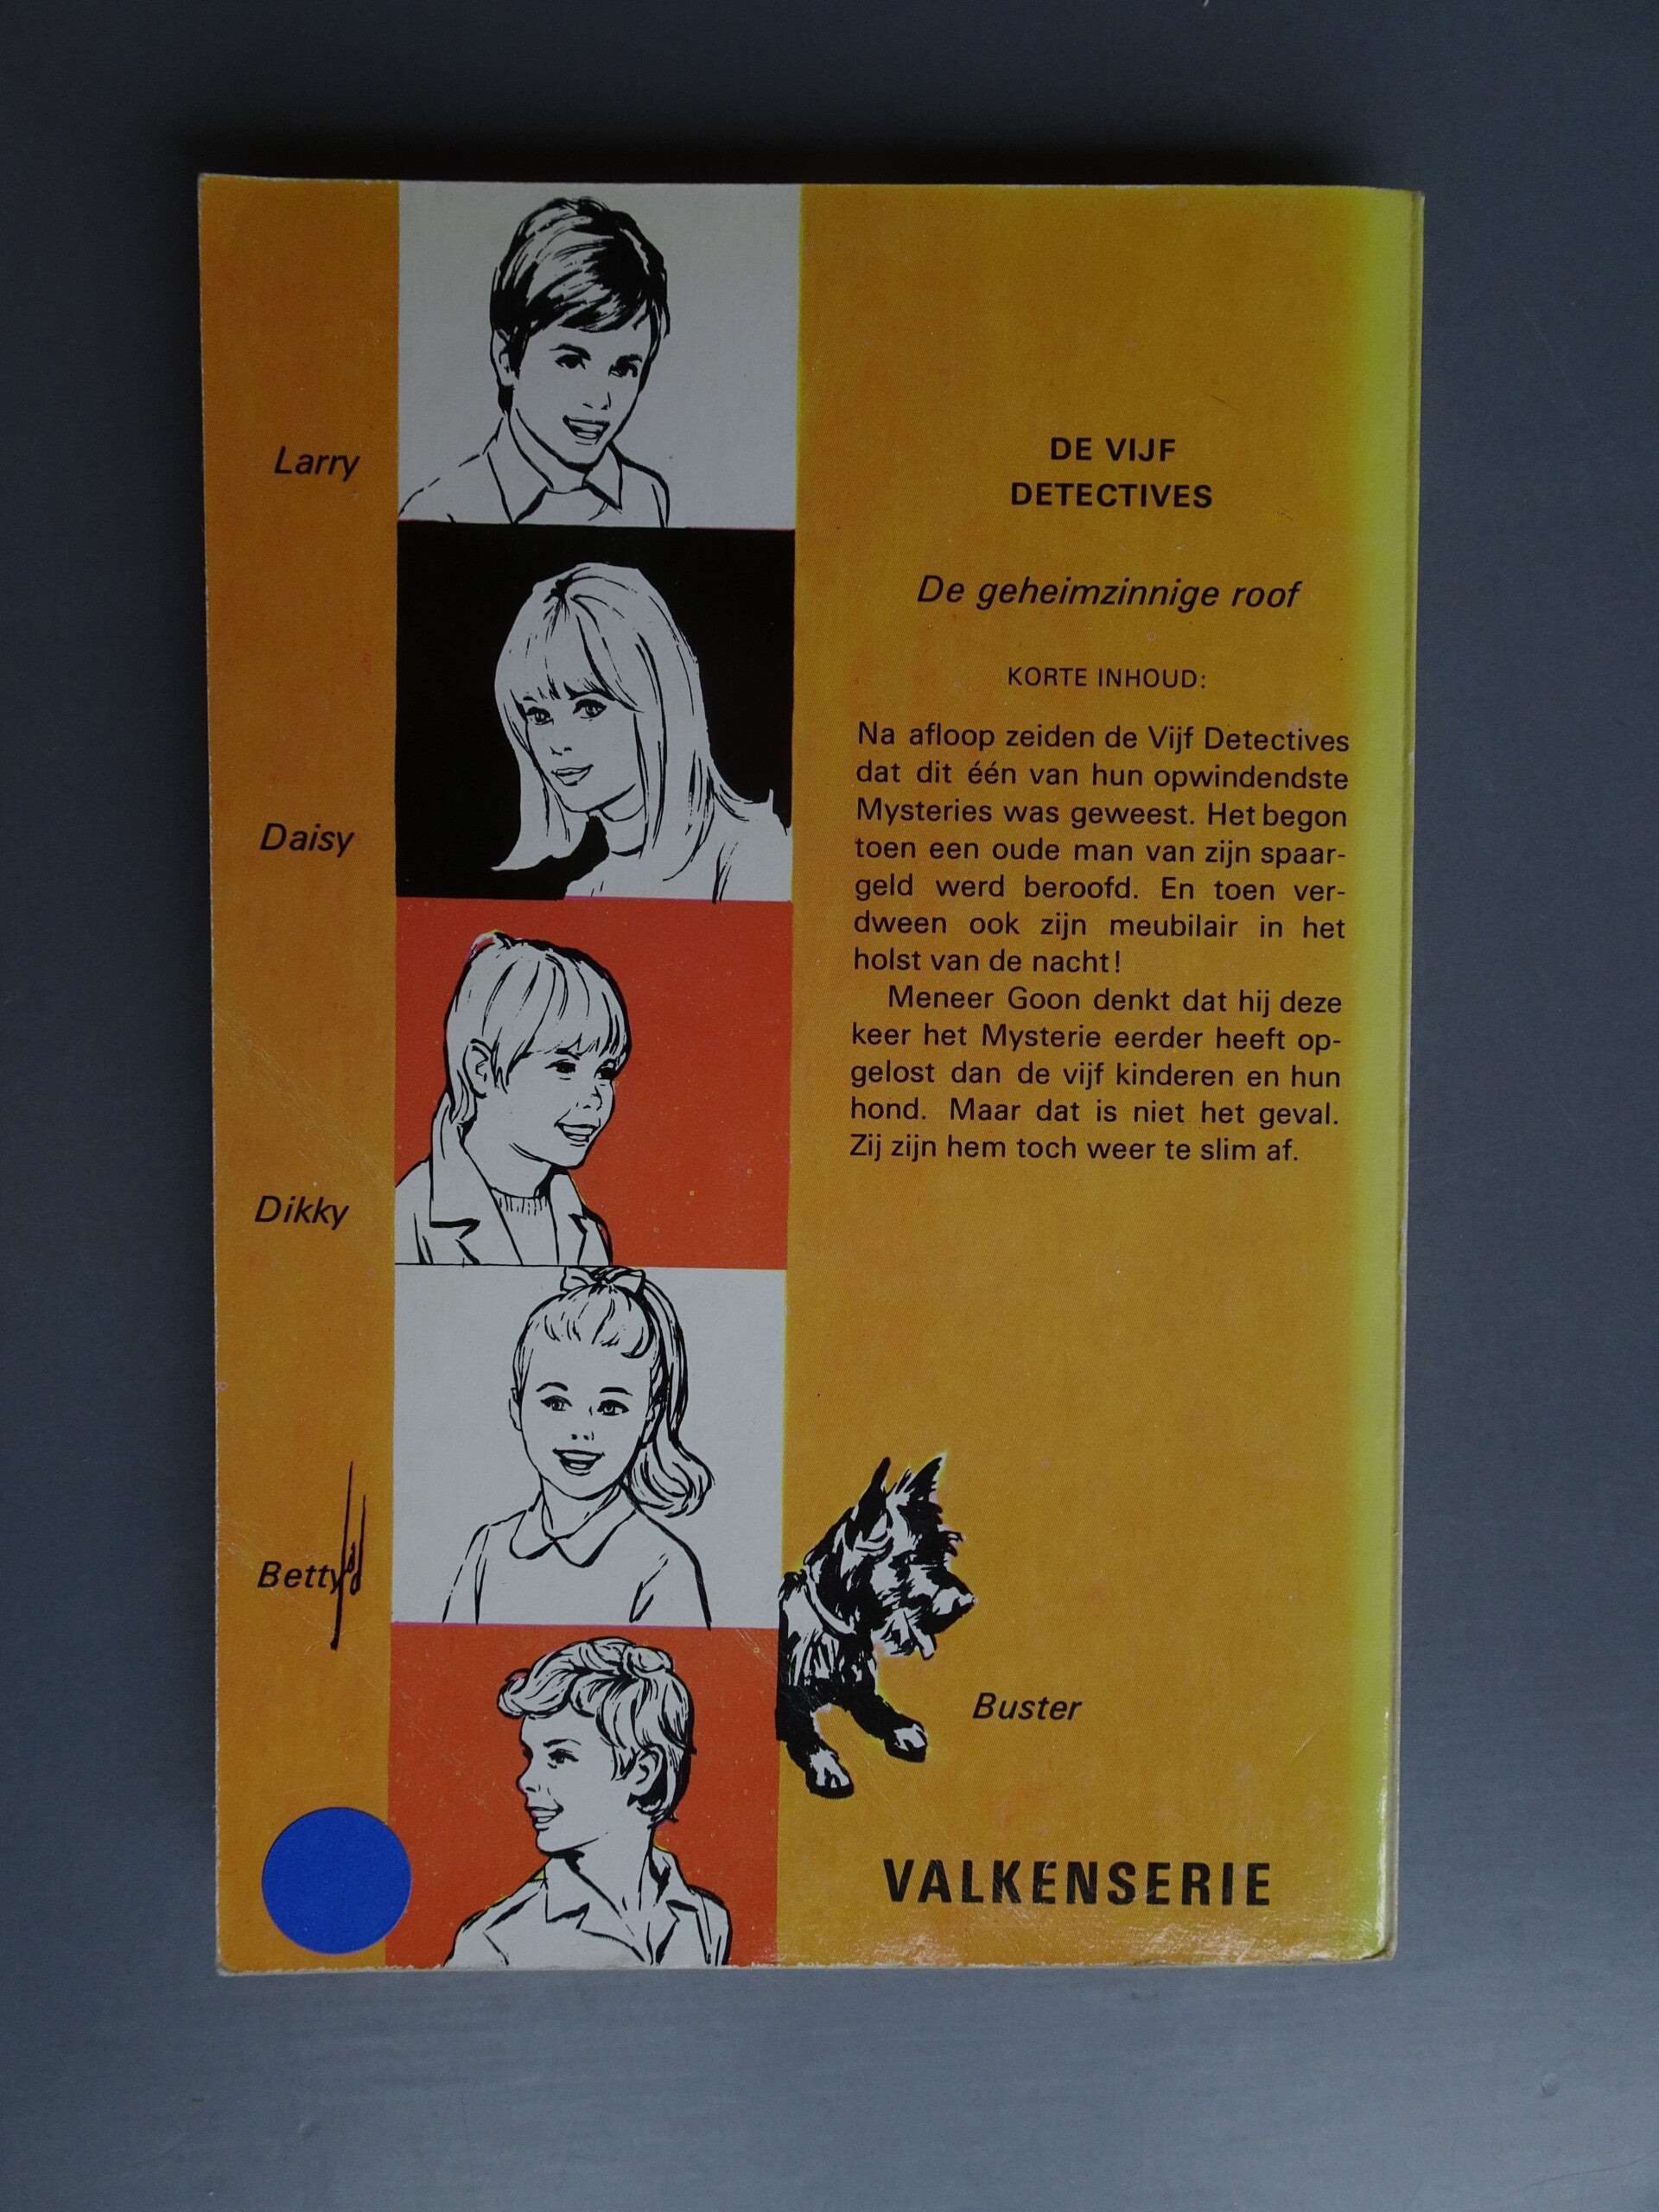 Larry
Daisy
Dikky
Betty
DE VIJF
DETECTIVES
De geheimzinnige roof
KORTE INHOUD:
Na afloop zeiden de Vijf Detectives
dat dit één van hun opwindendste
Mysteries was geweest. Het begon
toen een oude man van zijn spaar-
geld werd beroofd. En toen ver-
dween ook zijn meubilair in het
holst van de nacht!
Meneer Goon denkt dat hij deze
keer het Mysterie eerder heeft op-
gelost dan de vijf kinderen en hun
hond. Maar dat is niet het geval.
Zij zijn hem toch weer te slim af.
Buster
VALKENSERIE